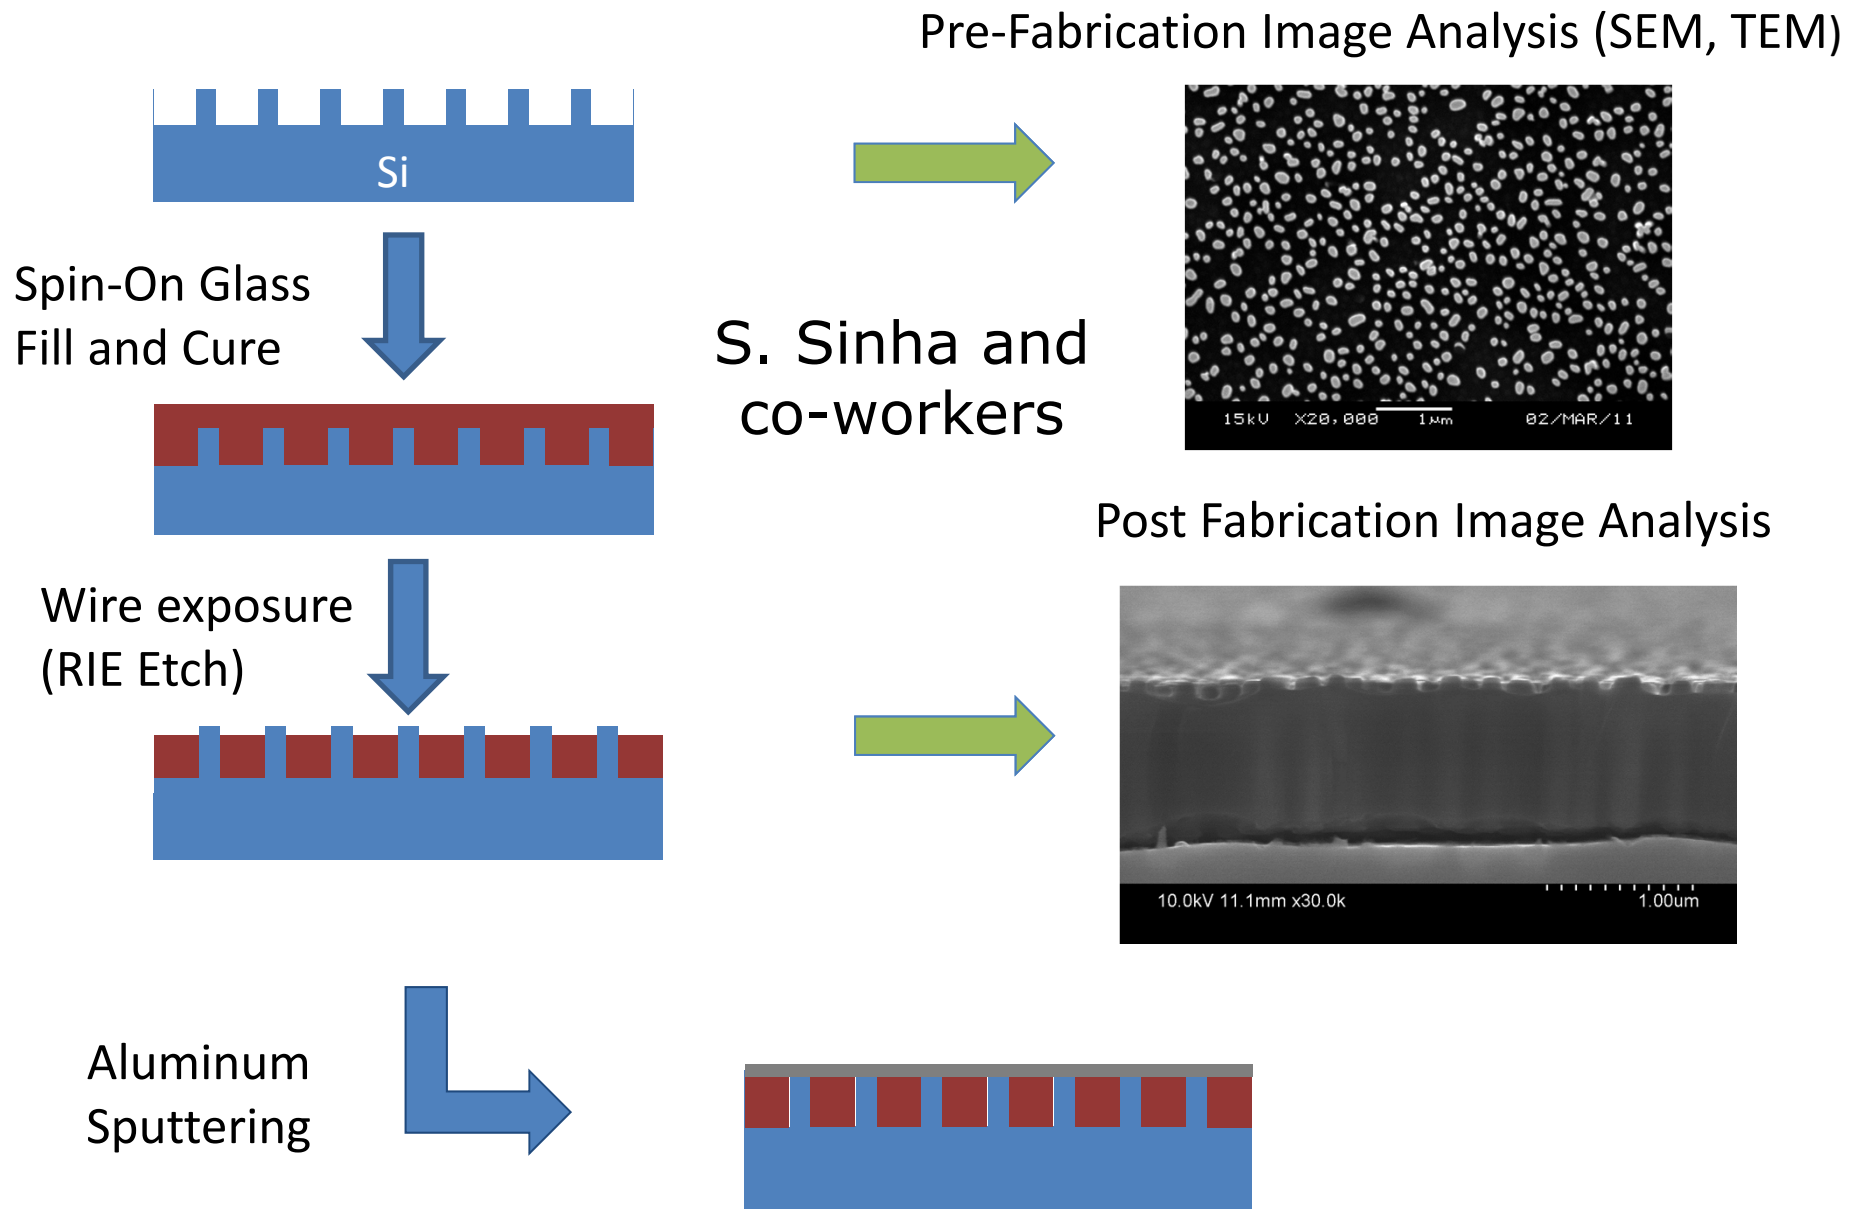 Pre-Fabrication Image Analysis (SEM, TEM)
Si
Spin-On Glass
Fill and Cure
S. Sinha and
co-workers
15kV X20,000 1µm 02/MAR/11
Post Fabrication Image Analysis
Wire exposure
(RIE Etch)
10.0kV 11.1mm x30.0k 1.00um
Aluminum
Sputtering